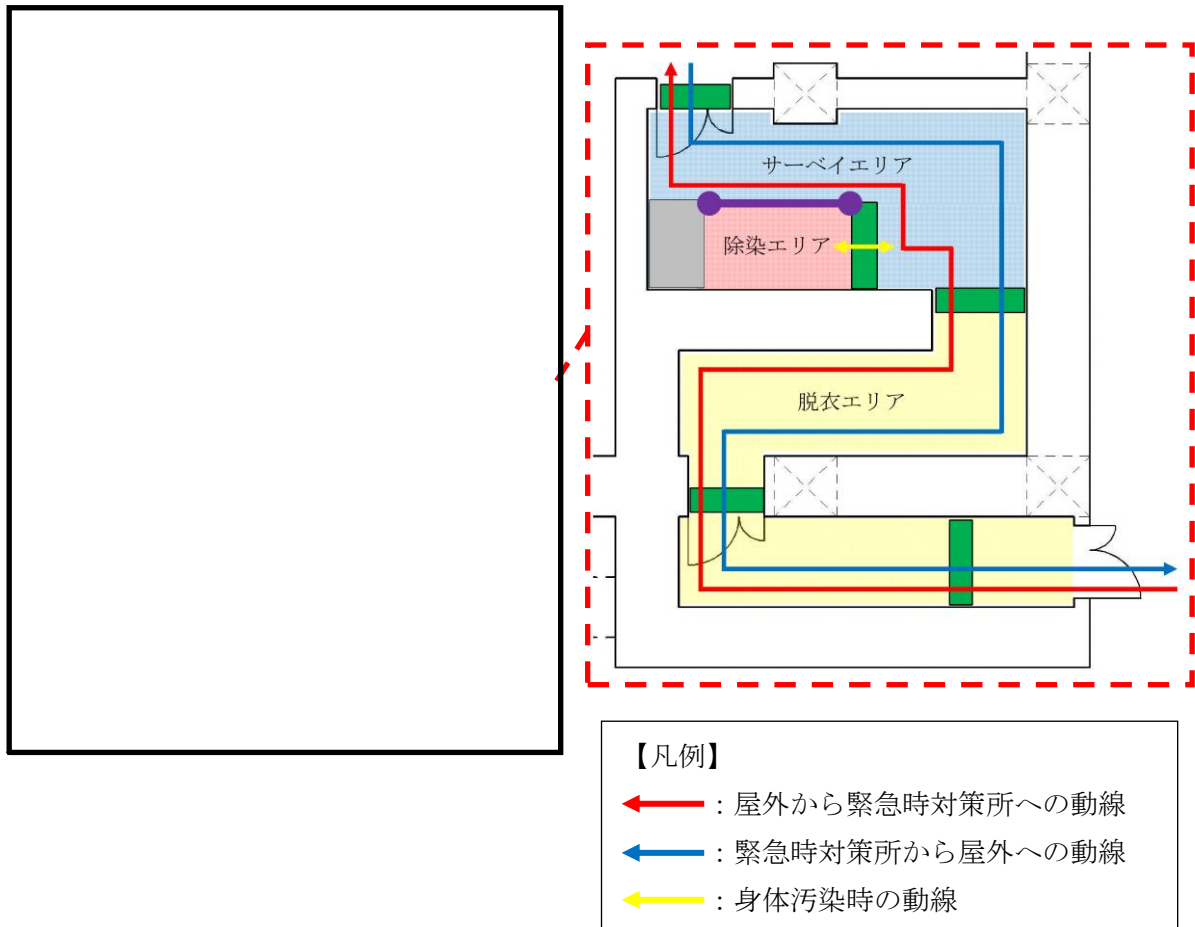 サーベイエリア
除染エリア
脱衣エリア
【凡例】
：屋外から緊急時対策所への動線
：緊急時対策所から屋外への動線
：身体汚染時の動線